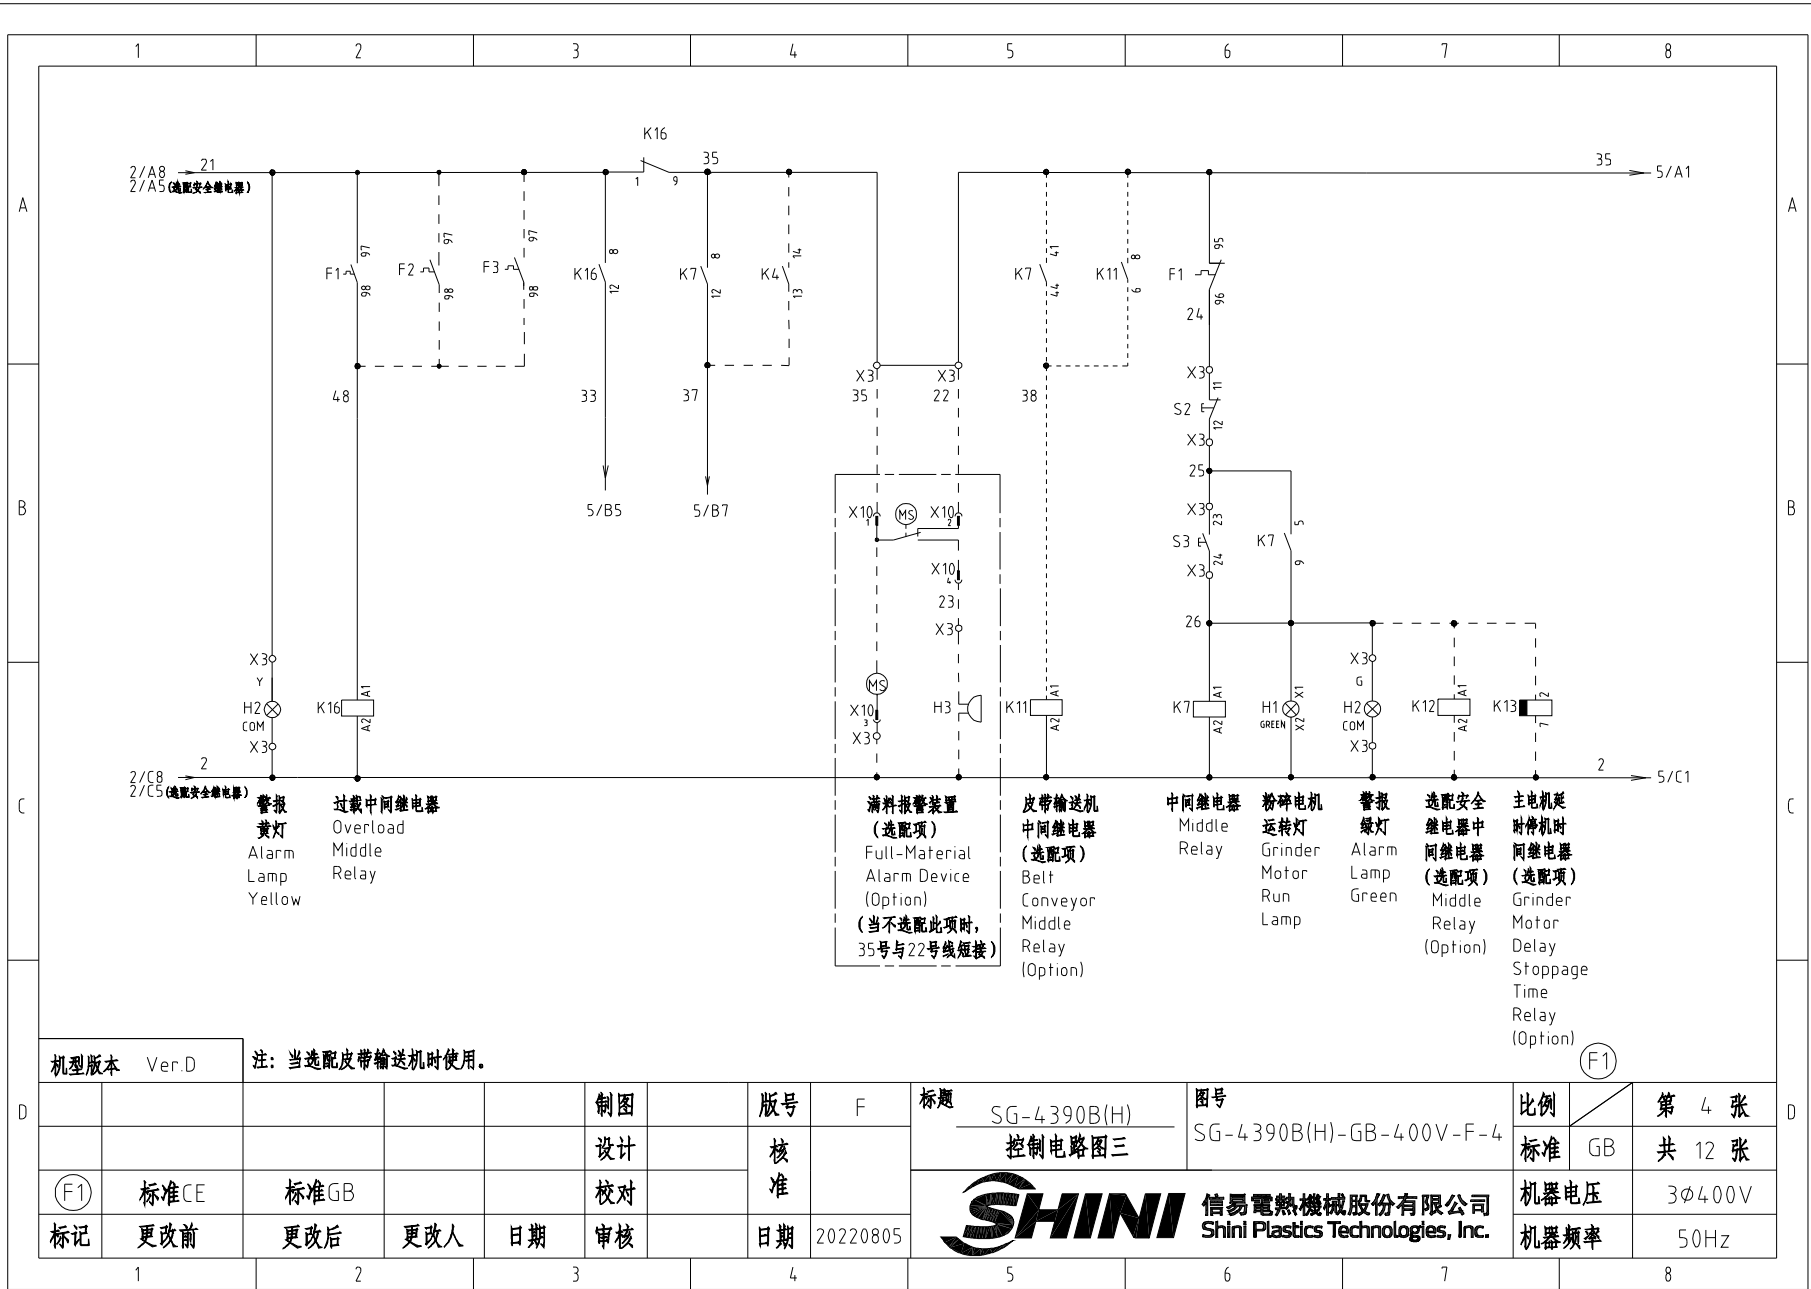 1 2 3 4 5 6 7 8
A A
B B
C C
D D
K16
2/A8 21
2/A5(选配安全继电器)
1 9
35
35
5/A1
F1 97 98
F2 97 98
F3 97 98
K16 8 12
K7 8 12
K4 14 13
K7 41 44
K11 8 6
F1 95 96
24
48
33
37
X3 X3
35 22
38
X3
11
S2
12
X3
25
5/B5
5/B7
X10 1
MS
X10 2
X10 4
23
X3
X3
23
S3
24
X3
K7 5 9
26
X3
Y
H2
COM
X3
K16 A1 A2
MS
X10 3
X3
H3
K11 A1 A2
K7 A1 A2
H1 X1 X2
GREEN
X3
G
H2
COM
X3
K12 A1 A2
K13 2 7
2/C8 2
2/C5(选配安全继电器)
2
5/C1
警报
黄灯
Alarm
Lamp
Yellow
过载中间继电器
Overload
Middle
Relay
满料报警装置
(选配项)
Full-Material
Alarm Device
(Option)
(当不选配此项时,
35号与22号线短接)
皮带输送机
中间继电器
(选配项)
Belt
Conveyor
Middle
Relay
(Option)
中间继电器
Middle
Relay
粉碎电机
运转灯
Grinder
Motor
Run
Lamp
警报
绿灯
Alarm
Lamp
Green
选配安全
继电器中
间继电器
(选配项)
Middle
Relay
(Option)
主电机延
时停机时
间继电器
(选配项)
Grinder
Motor
Delay
Stoppage
Time
Relay
(Option)
F1
机型版本 Ver.D
注: 当选配皮带输送机时使用。
制图
设计
校对
审核
版号 F
核
准
日期 20220805
F1 标准CE 标准GB
标记 更改前 更改后 更改人 日期
标题
SG-4390B(H)
控制电路图三
图号
SG-4390B(H)-GB-400V-F-4
比例
第 4 张
标准 GB
共 12 张
机器电压 3Ø400V
机器频率 50Hz
SHINI
信易電熱機械股份有限公司
Shini Plastics Technologies, Inc.
1 2 3 4 5 6 7 8